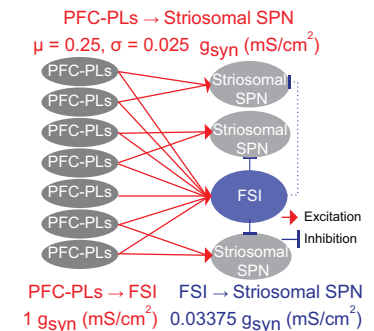 PFC-PLs → Striosomal SPN
μ = 0.25, σ = 0.025 gsyn (mS/cm²)
PFC-PLs
PFC-PLs
PFC-PLs
PFC-PLs
PFC-PLs
PFC-PLs
PFC-PLs
Striosomal
SPN
Striosomal
SPN
FSI
Striosomal
SPN
Excitation
Inhibition
PFC-PLs → FSI
1 gsyn (mS/cm²)
FSI → Striosomal SPN
0.03375 gsyn (mS/cm²)